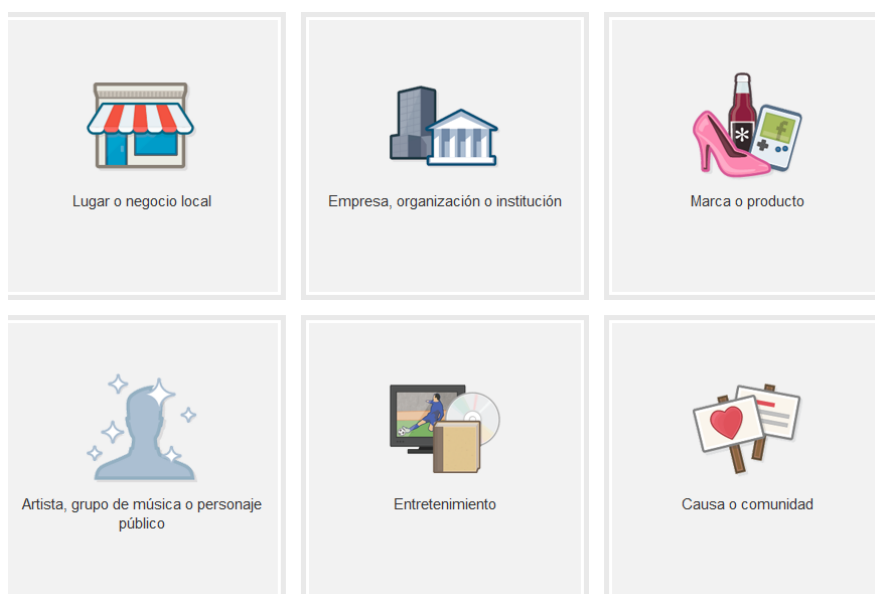 Lugar o negocio local
Empresa, organización o institución
Marca o producto
Artista, grupo de música o personaje
público
Entretenimiento
Causa o comunidad